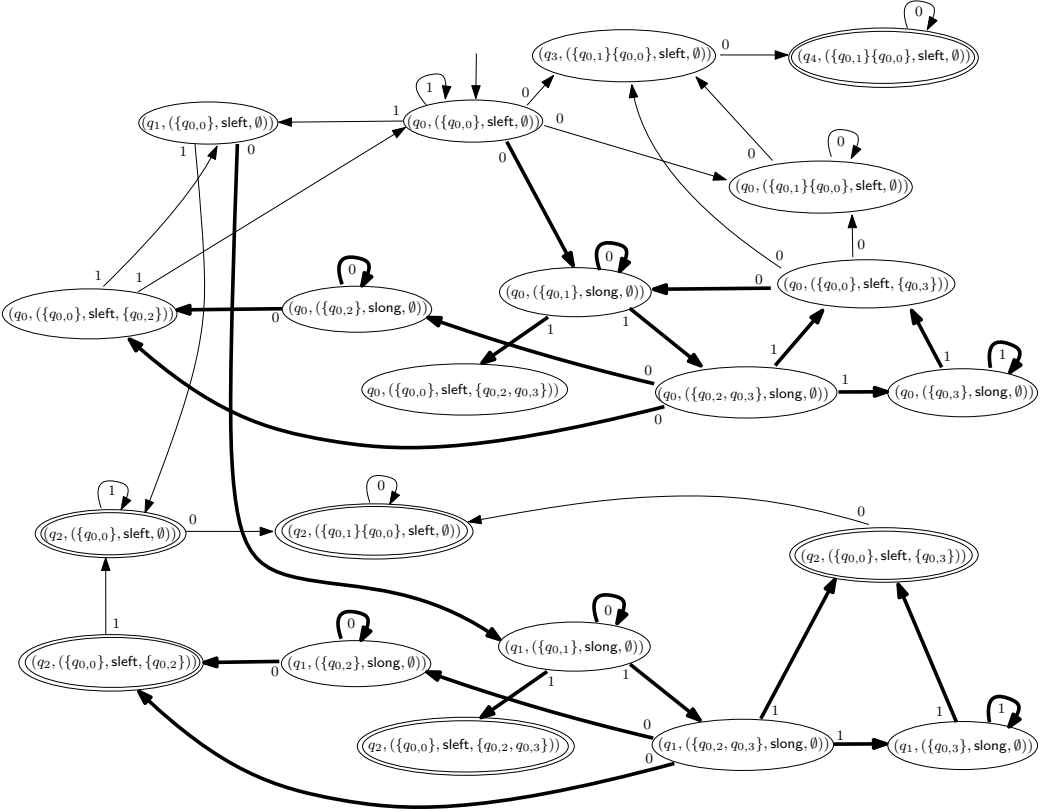 0
(q3, ({q0,1}{q0,0}, sleft, ∅))
0
(q4, ({q0,1}{q0,0}, sleft, ∅))
1
0
(q1, ({q0,0}, sleft, ∅))
1
(q0, ({q0,0}, sleft, ∅))
0
1
0
0
0
0
(q0, ({q0,1}{q0,0}, sleft, ∅))
1
1
0
0
0
0
(q0, ({q0,0}, sleft, {q0,2}))
0
(q0, ({q0,2}, slong, ∅))
(q0, ({q0,1}, slong, ∅))
0
(q0, ({q0,0}, sleft, {q0,3}))
1
1
1
1
1
0
(q0, ({q0,0}, sleft, {q0,2, q0,3}))
(q0, ({q0,2, q0,3}, slong, ∅))
1
(q0, ({q0,3}, slong, ∅))
0
1
0
(q2, ({q0,0}, sleft, ∅))
0
(q2, ({q0,1}{q0,0}, sleft, ∅))
0
(q2, ({q0,0}, sleft, {q0,3}))
1
0
0
(q2, ({q0,0}, sleft, {q0,2}))
0
(q1, ({q0,2}, slong, ∅))
(q1, ({q0,1}, slong, ∅))
1
1
1
1
1
0
(q2, ({q0,0}, sleft, {q0,2, q0,3}))
(q1, ({q0,2, q0,3}, slong, ∅))
1
(q1, ({q0,3}, slong, ∅))
0